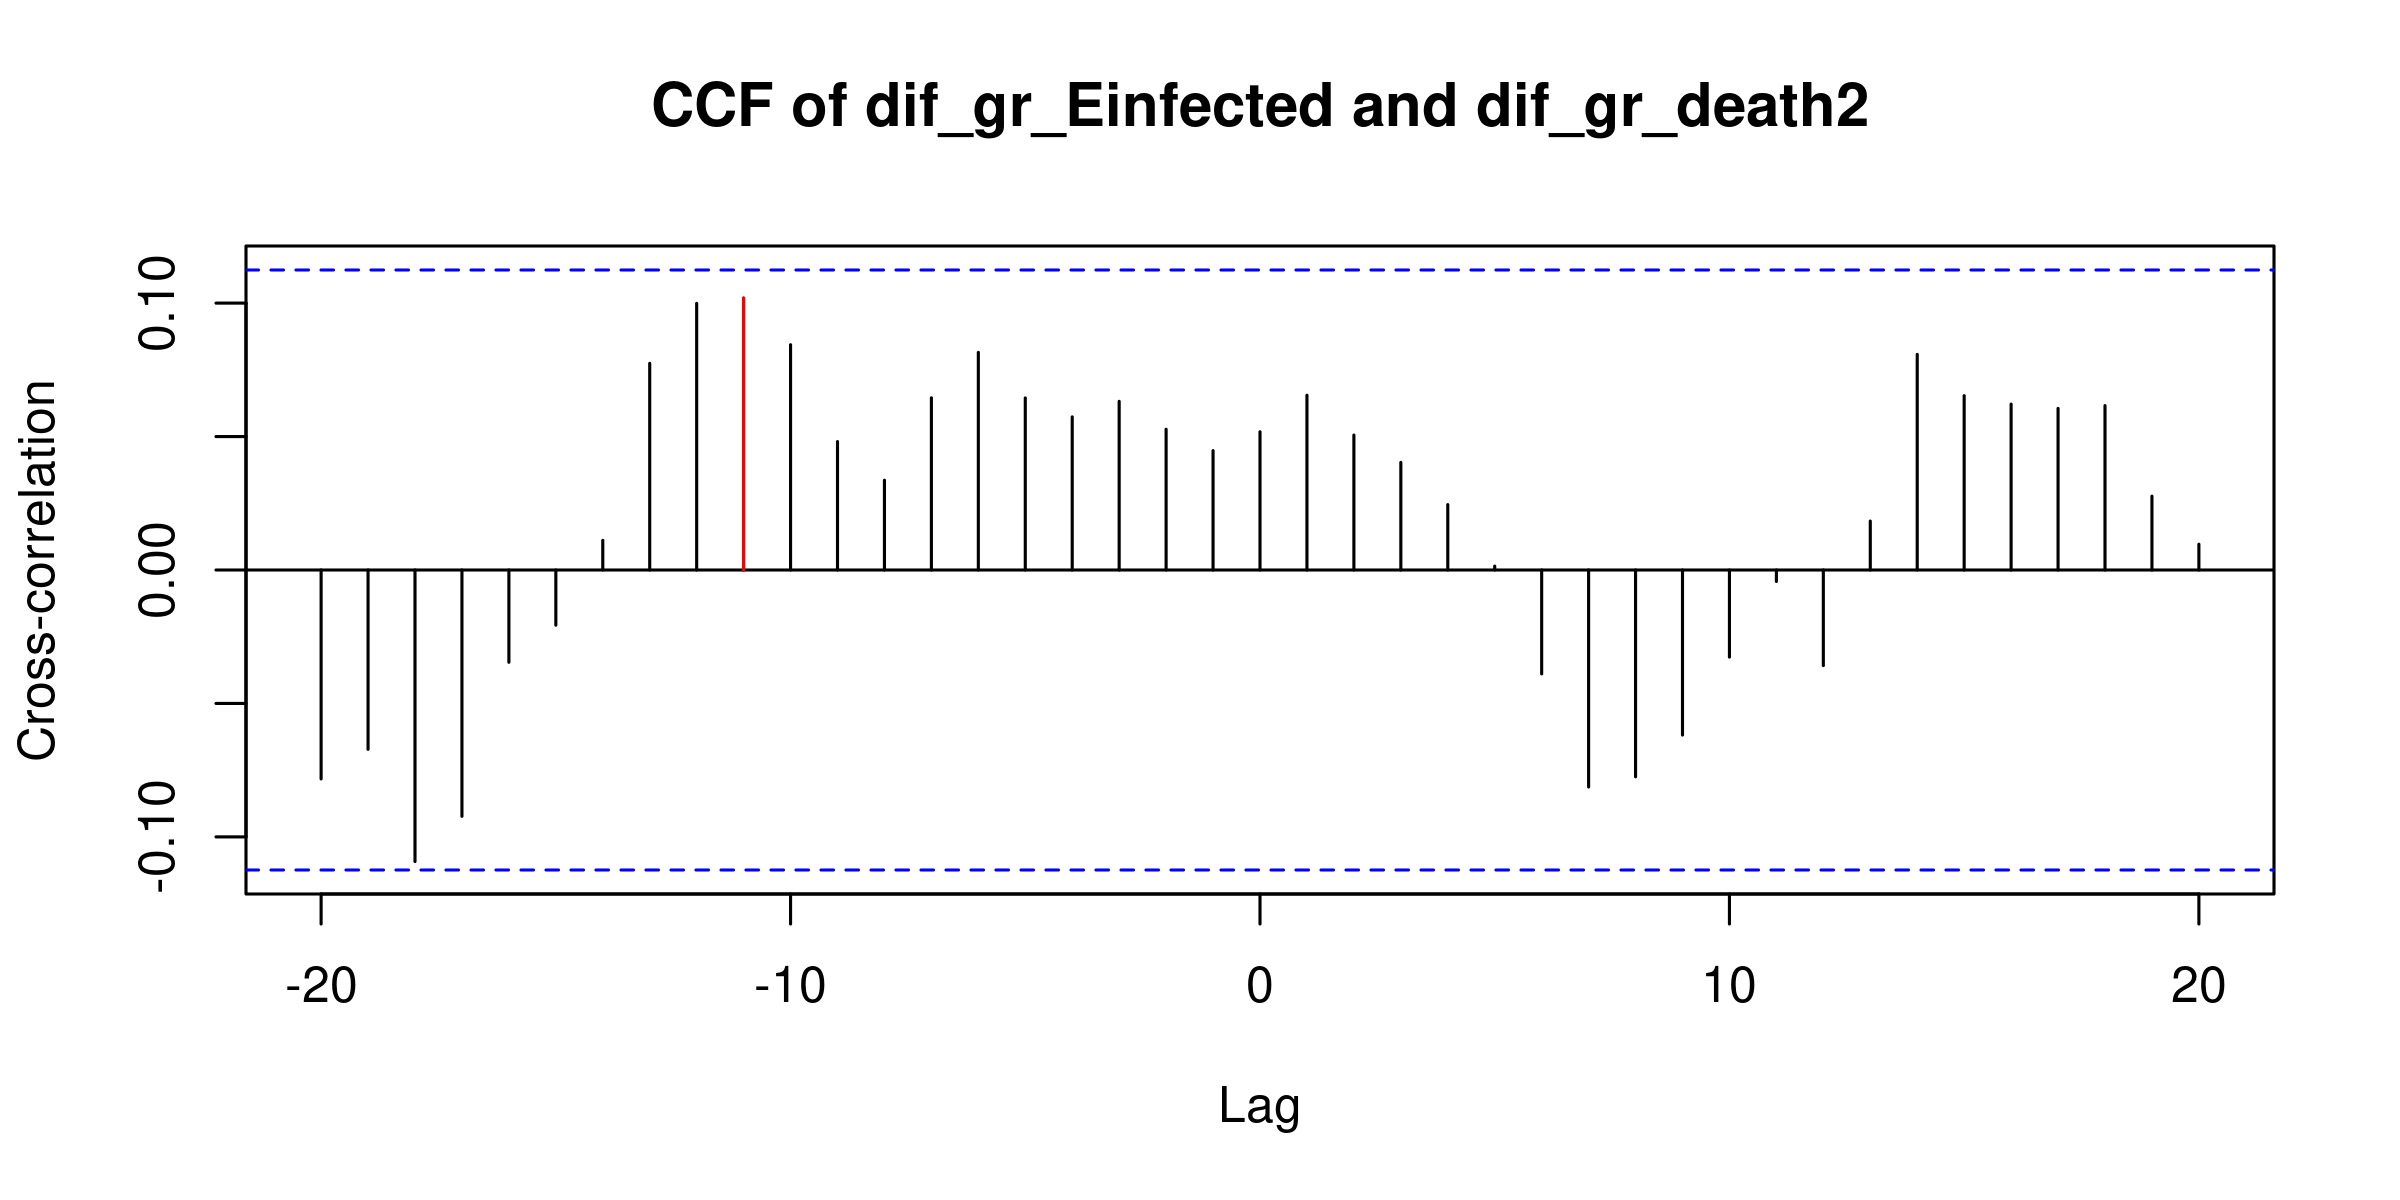 CCF of dif_gr_Einfected and dif_gr_death2
Cross-correlation
0.10
0.00
-0.10
-20 -10 0 10 20
Lag